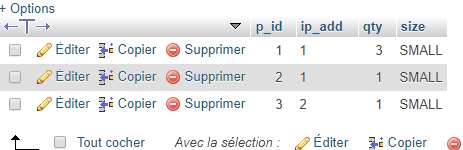 + Options
←T→ p_id ip_add qty size
Éditer Copier Supprimer 1 1 3 SMALL
Éditer Copier Supprimer 2 1 1 SMALL
Éditer Copier Supprimer 3 2 1 SMALL
Tout cocher Avec la sélection : Éditer Copier